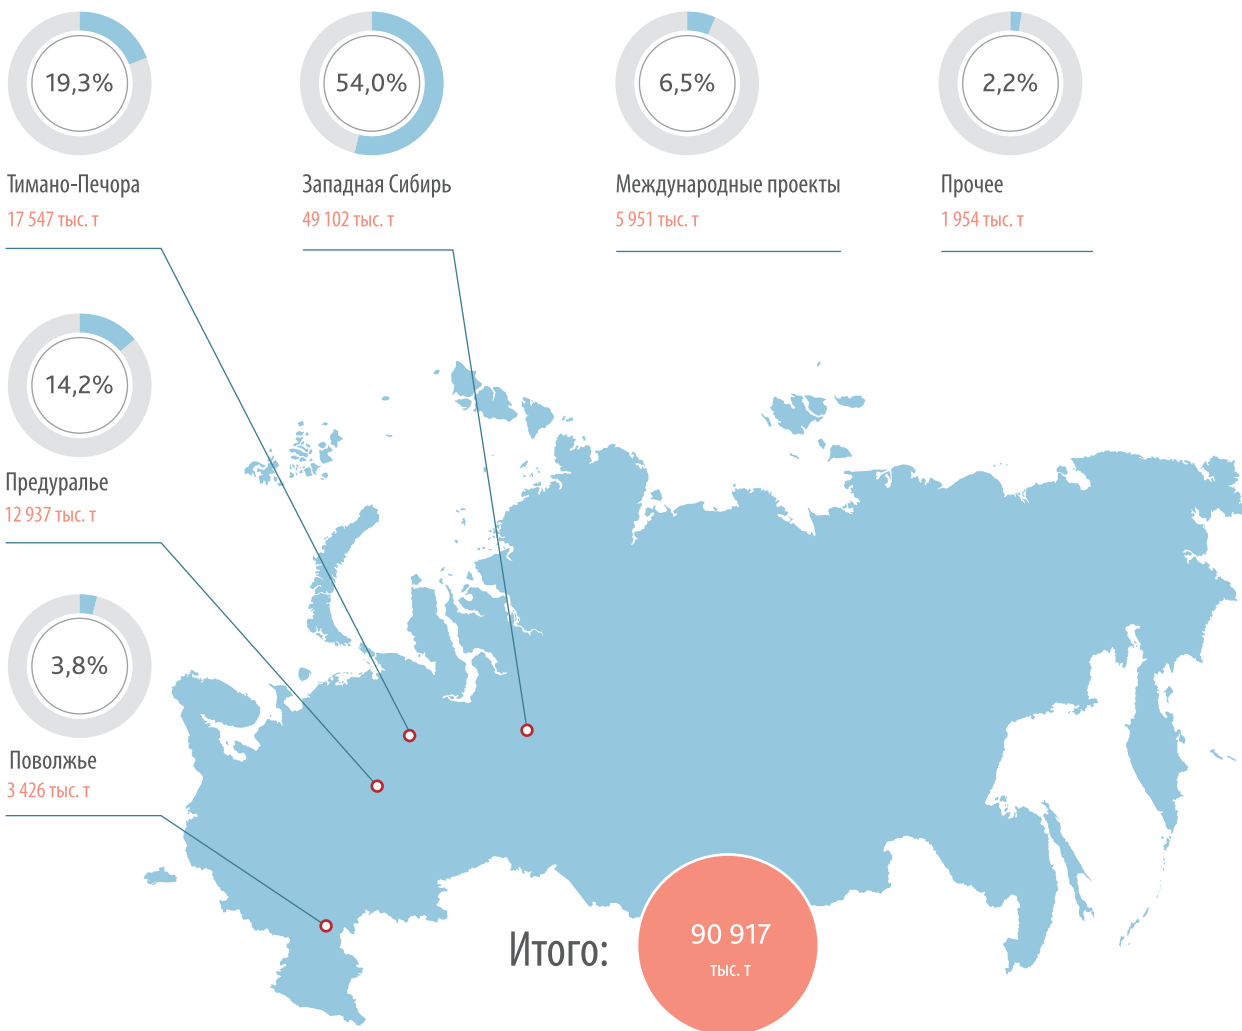 19,3%
Тимано-Печора
17 547 тыс. т
54,0%
Западная Сибирь
49 102 тыс. т
6,5%
Международные проекты
5 951 тыс. т
2,2%
Прочее
1 954 тыс. т
14,2%
Предуралье
12 937 тыс. т
3,8%
Поволжье
3 426 тыс. т
Итого:
90 917
тыс. т